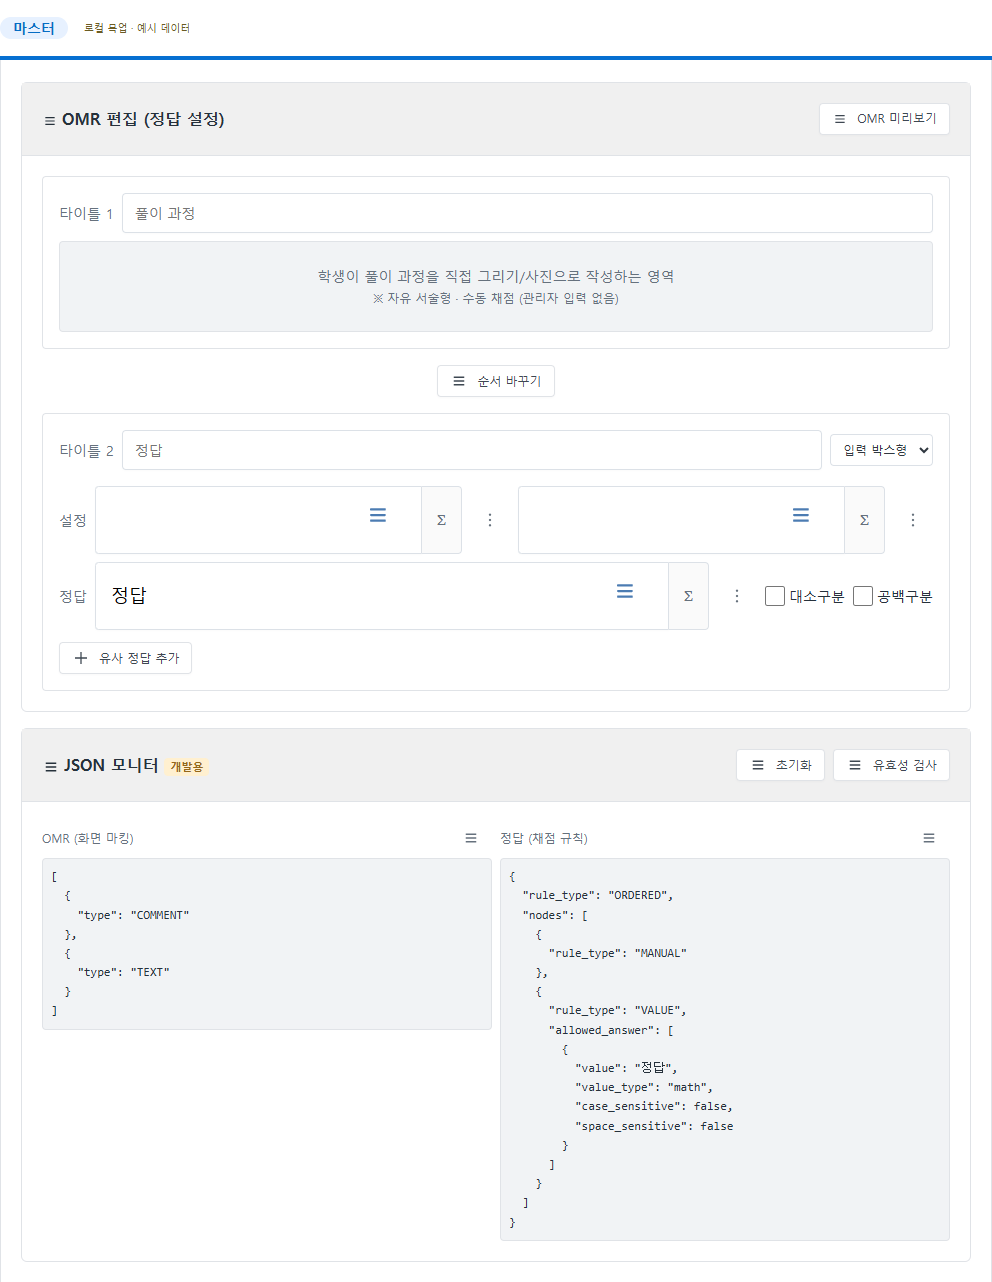 마스터 로컬 목업 · 예시 데이터
OMR 편집 (정답 설정)
OMR 미리보기
타이틀 1 풀이 과정
학생이 풀이 과정을 직접 그리기/사진으로 작성하는 영역
※ 자유 서술형 · 수동 채점 (관리자 입력 없음)
순서 바꾸기
타이틀 2 정답 입력 박스형
설정 Σ ⋮ Σ ⋮
정답 정답 Σ ⋮ 대소구분 공백구분
유사 정답 추가
JSON 모니터 개발용
초기화 유효성 검사
OMR (화면 마킹)
[
  {
    "type": "COMMENT"
  },
  {
    "type": "TEXT"
  }
]
정답 (채점 규칙)
{
  "rule_type": "ORDERED",
  "nodes": [
    {
      "rule_type": "MANUAL"
    },
    {
      "rule_type": "VALUE",
      "allowed_answer": [
        {
          "value": "정답",
          "value_type": "math",
          "case_sensitive": false,
          "space_sensitive": false
        }
      ]
    }
  ]
}